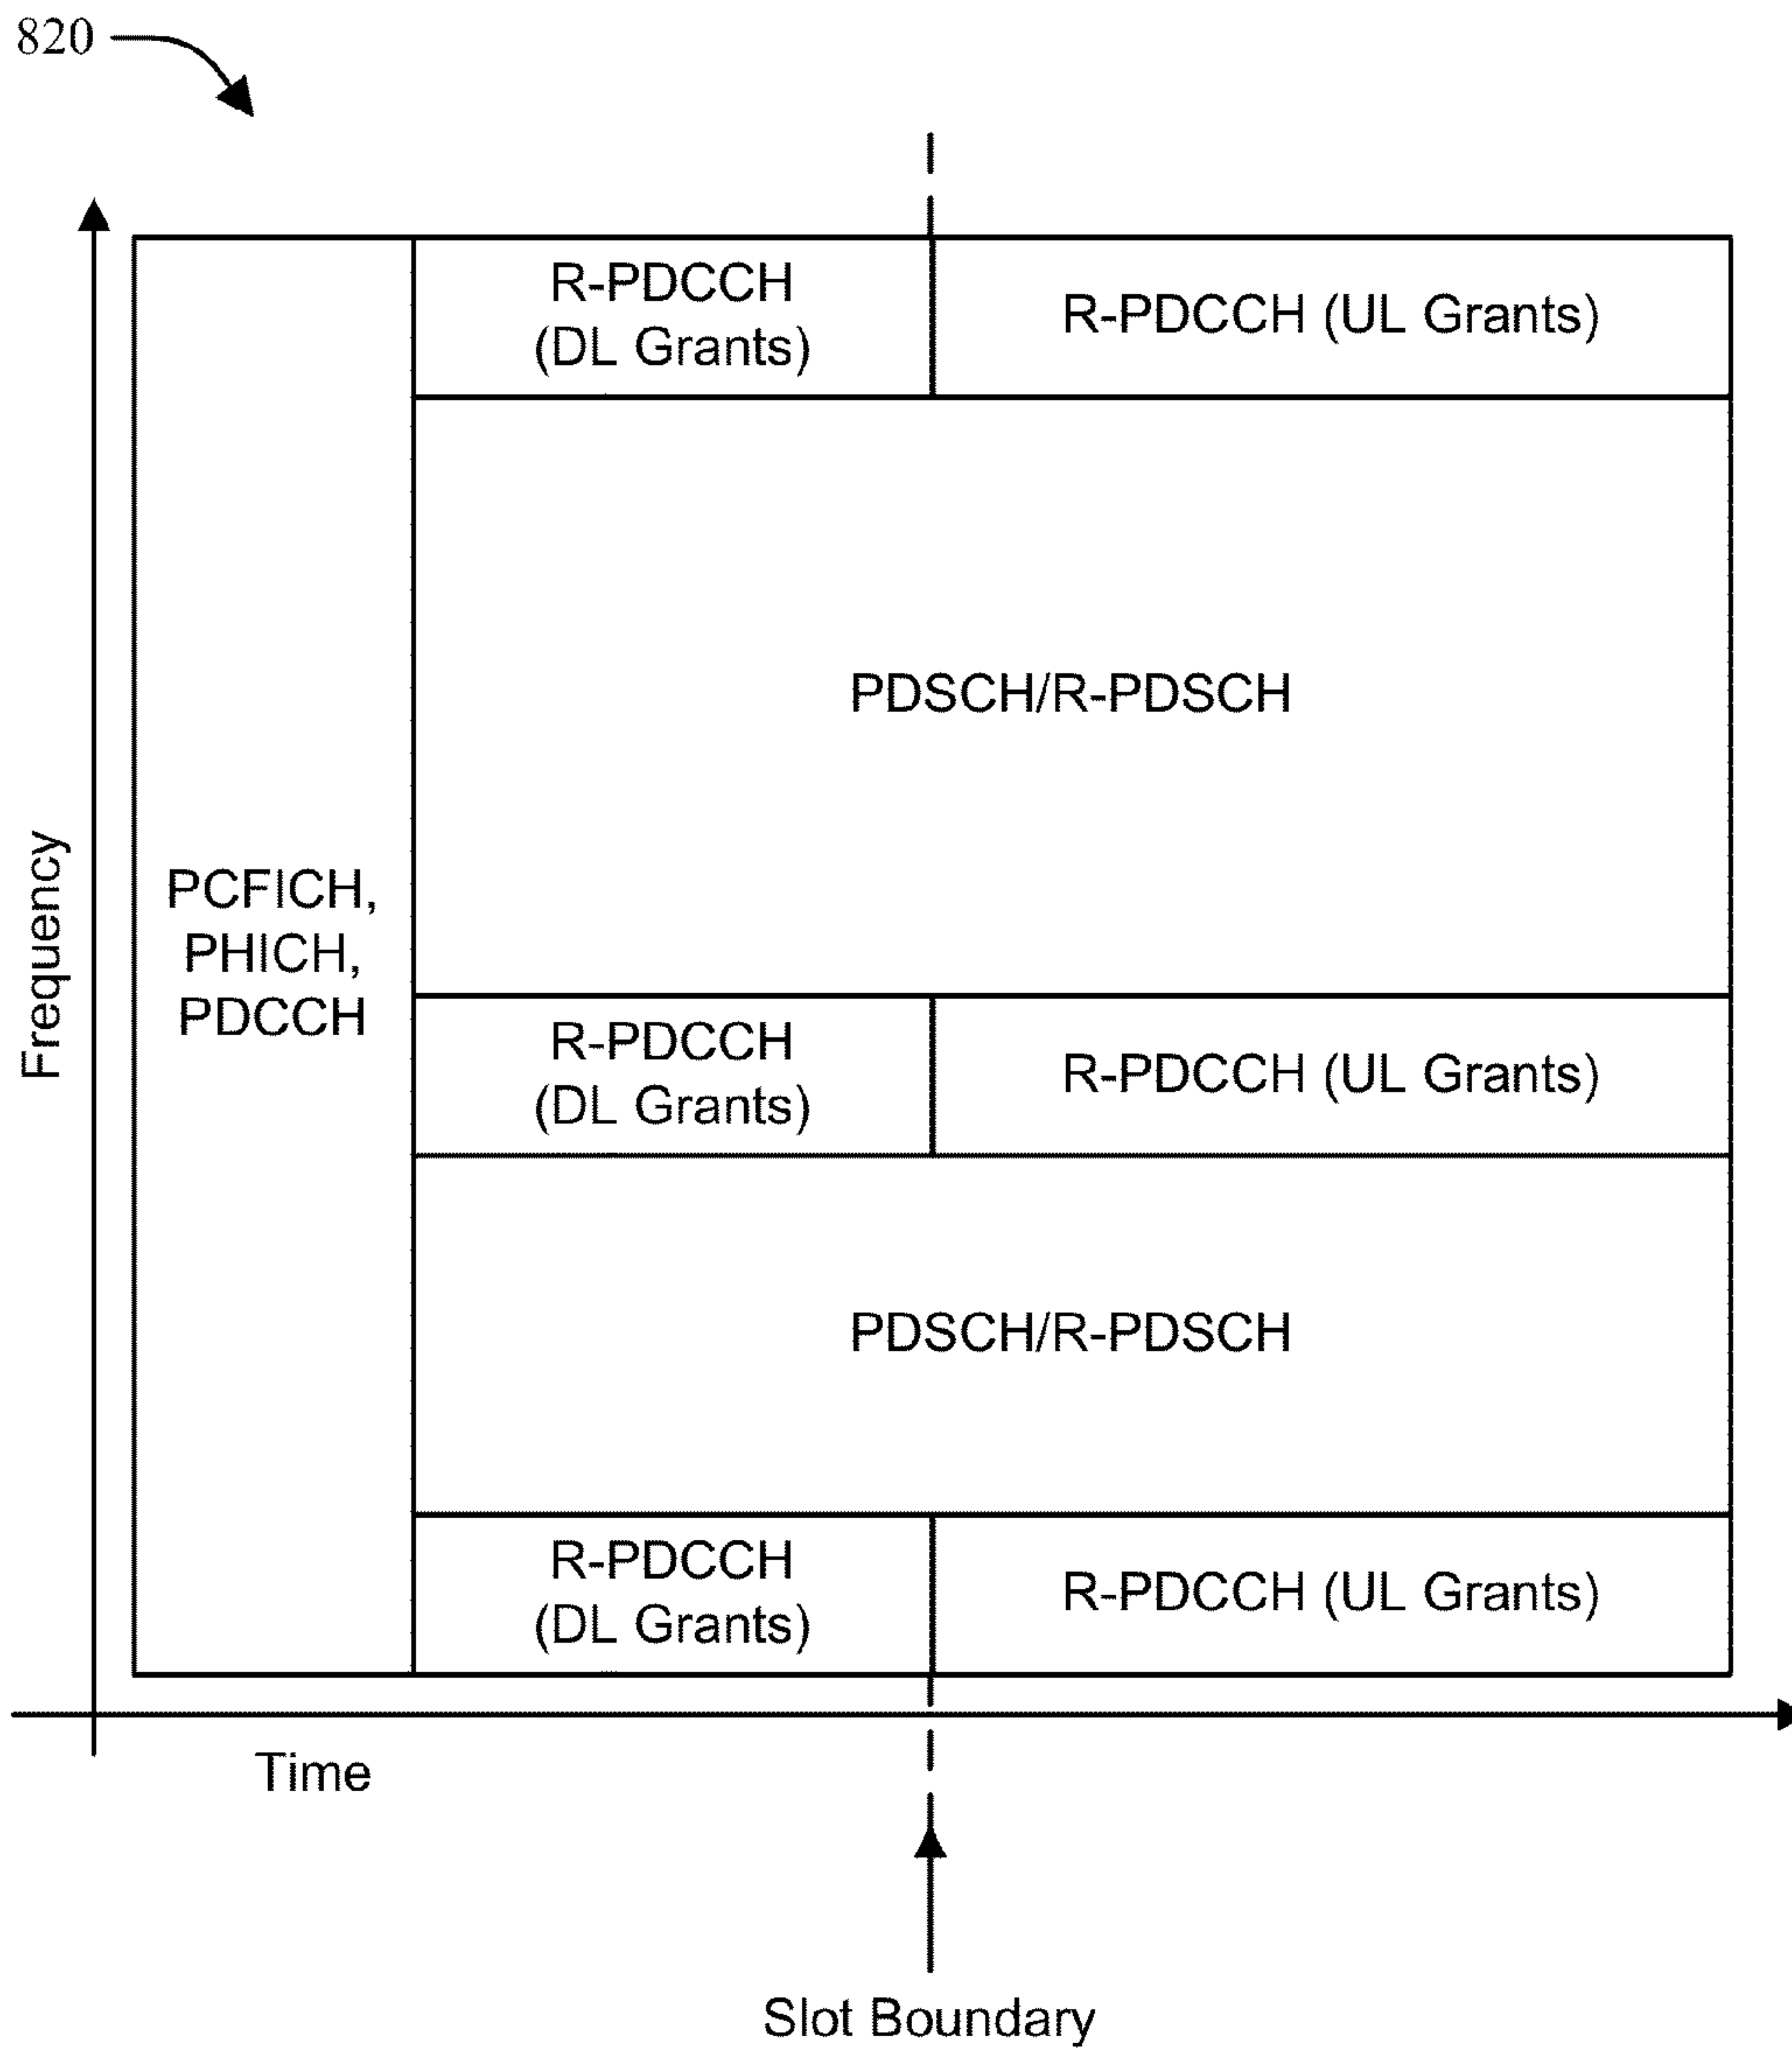 820
R-PDCCH
(DL Grants)
R-PDCCH (UL Grants)
PDSCH/R-PDSCH
Frequency
PCFICH,
PHICH,
PDCCH
R-PDCCH
(DL Grants)
R-PDCCH (UL Grants)
PDSCH/R-PDSCH
R-PDCCH
(DL Grants)
R-PDCCH (UL Grants)
Time
Slot Boundary